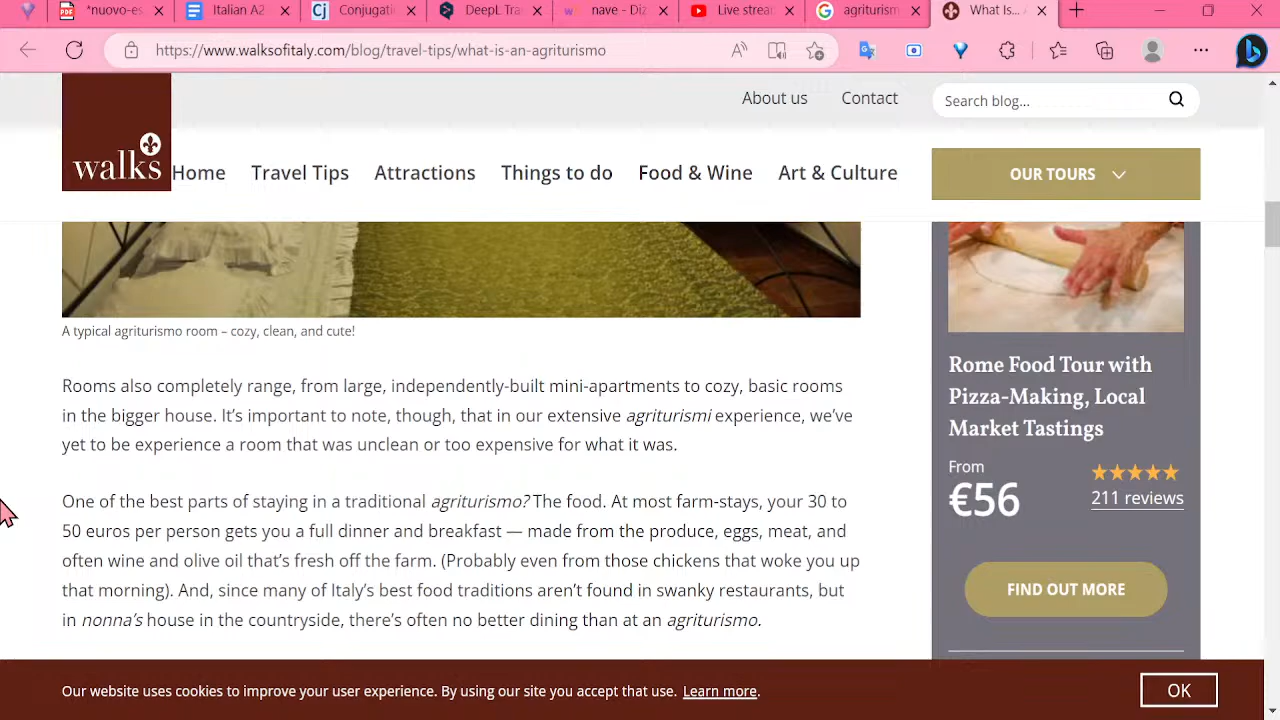 *nuovo-es
Italian A2
Conjugati
DeepL Tra
nave - Diz
Live strea
agriturism
What Is
https://www.walksofitaly.com/blog/travel-tips/what-is-an-agriturismo
About us
Contact
Search blog...
walks
Home
Travel Tips
Attractions
Things to do
Food & Wine
Art & Culture
OUR TOURS
A typical agriturismo room – cozy, clean, and cute!
Rooms also completely range, from large, independently-built mini-apartments to cozy, basic rooms
in the bigger house. It's important to note, though, that in our extensive agriturismi experience, we've
yet to be experience a room that was unclean or too expensive for what it was.
One of the best parts of staying in a traditional agriturismo? The food. At most farm-stays, your 30 to
50 euros per person gets you a full dinner and breakfast — made from the produce, eggs, meat, and
often wine and olive oil that's fresh off the farm. (Probably even from those chickens that woke you up
that morning). And, since many of Italy's best food traditions aren't found in swanky restaurants, but
in nonna's house in the countryside, there's often no better dining than at an agriturismo.
Rome Food Tour with
Pizza-Making, Local
Market Tastings
From
€56
211 reviews
FIND OUT MORE
Our website uses cookies to improve your user experience. By using our site you accept that use. Learn more.
OK